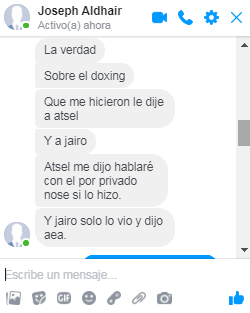 Joseph Aldhair
Activo(a) ahora
La verdad
Sobre el doxing
Que me hicieron le dije
a atsel
Y a jairo
Atsel me dijo hablaré
con el por privado
nose si lo hizo.
Y jairo solo lo vio y dijo
aea.
Escribe un mensaje...
GIF